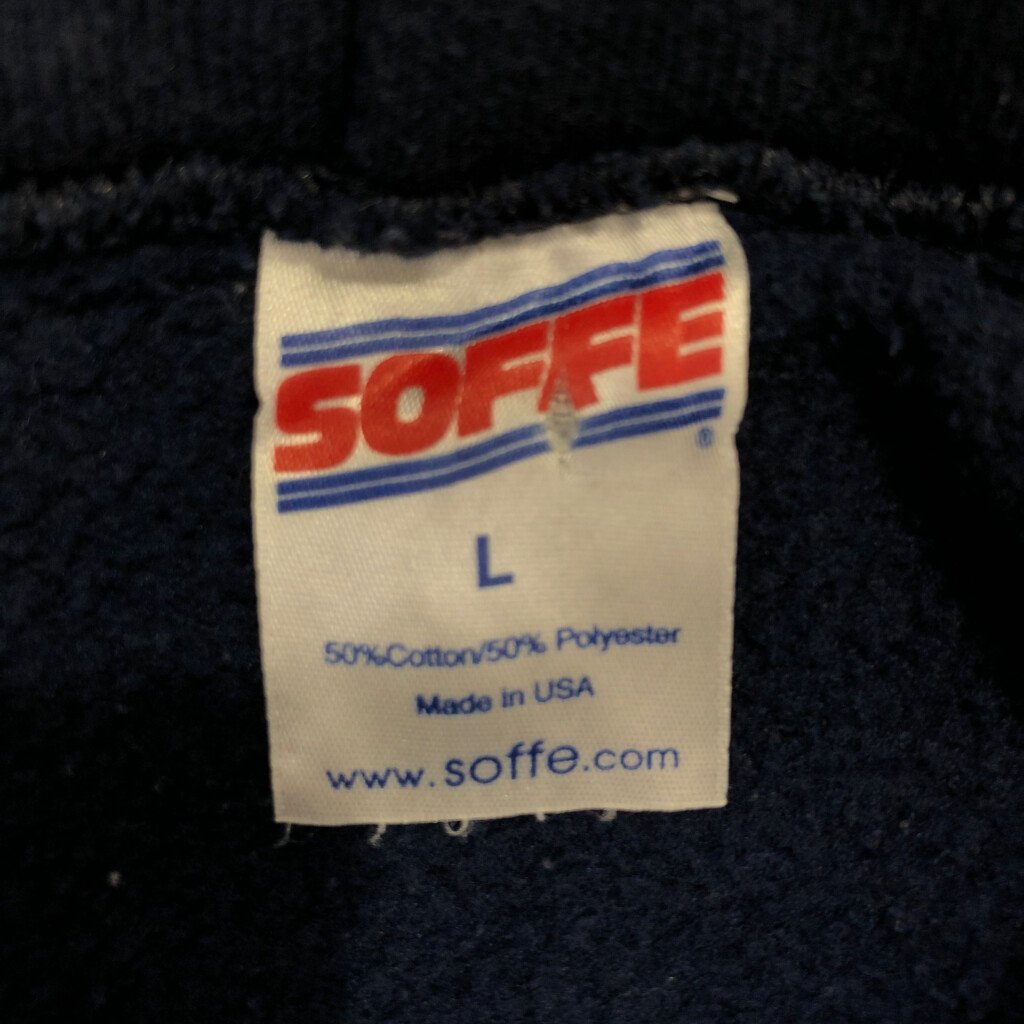 SOFFE
®
L
50%Cotton/50% Polyester
Made in USA
www.soffe.com